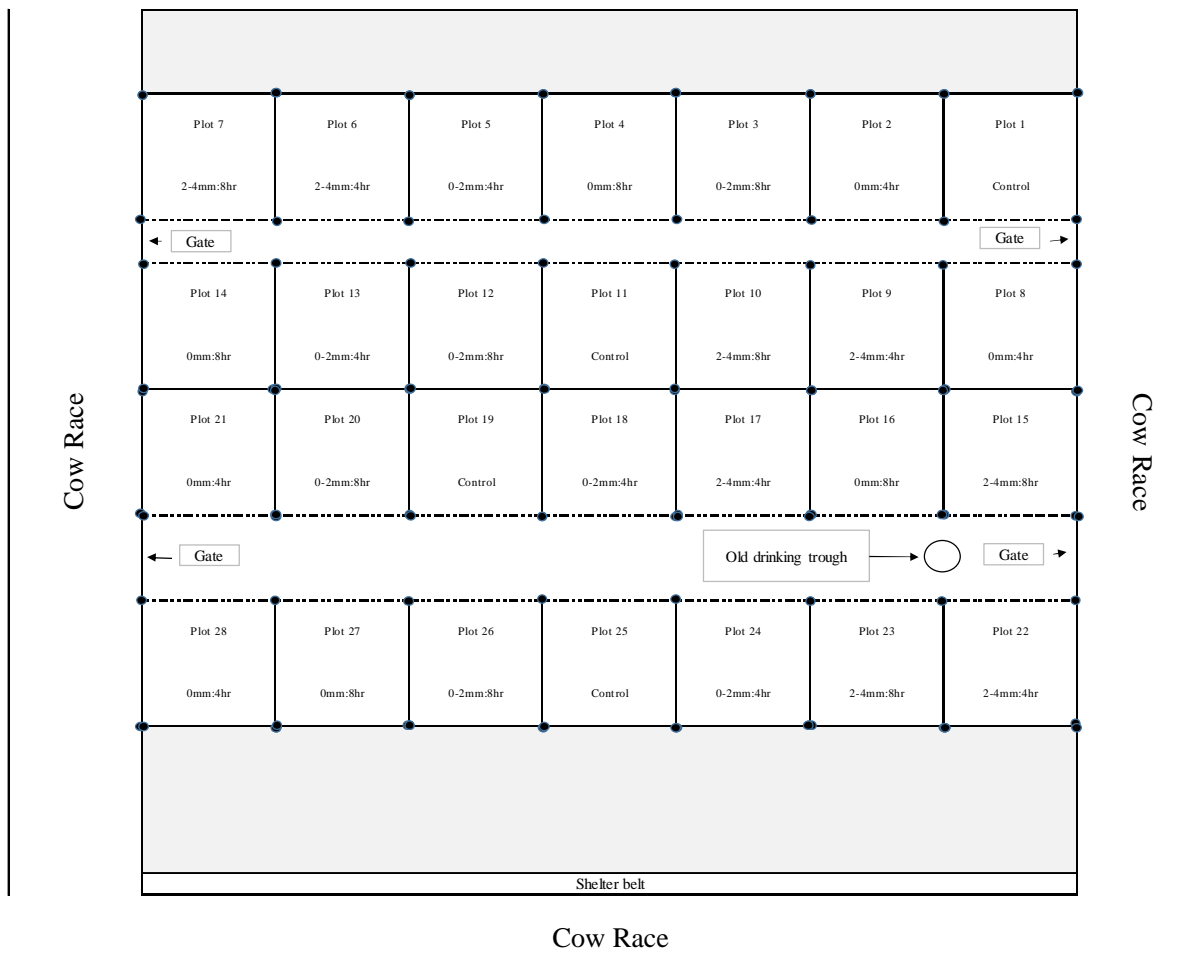 Plot 7 Plot 6 Plot 5 Plot 4 Plot 3 Plot 2 Plot 1
2-4mm:8hr 2-4mm:4hr 0-2mm:4hr 0mm:8hr 0-2mm:8hr 0mm:4hr Control
Gate Gate
Plot 14 Plot 13 Plot 12 Plot 11 Plot 10 Plot 9 Plot 8
0mm:8hr 0-2mm:4hr 0-2mm:8hr Control 2-4mm:8hr 2-4mm:4hr 0mm:4hr
Plot 21 Plot 20 Plot 19 Plot 18 Plot 17 Plot 16 Plot 15
Cow Race
Cow Race
0mm:4hr 0-2mm:8hr Control 0-2mm:4hr 2-4mm:4hr 0mm:8hr 2-4mm:8hr
Gate Old drinking trough Gate
Plot 28 Plot 27 Plot 26 Plot 25 Plot 24 Plot 23 Plot 22
0mm:4hr 0mm:8hr 0-2mm:8hr Control 0-2mm:4hr 2-4mm:8hr 2-4mm:4hr
Shelter belt
Cow Race